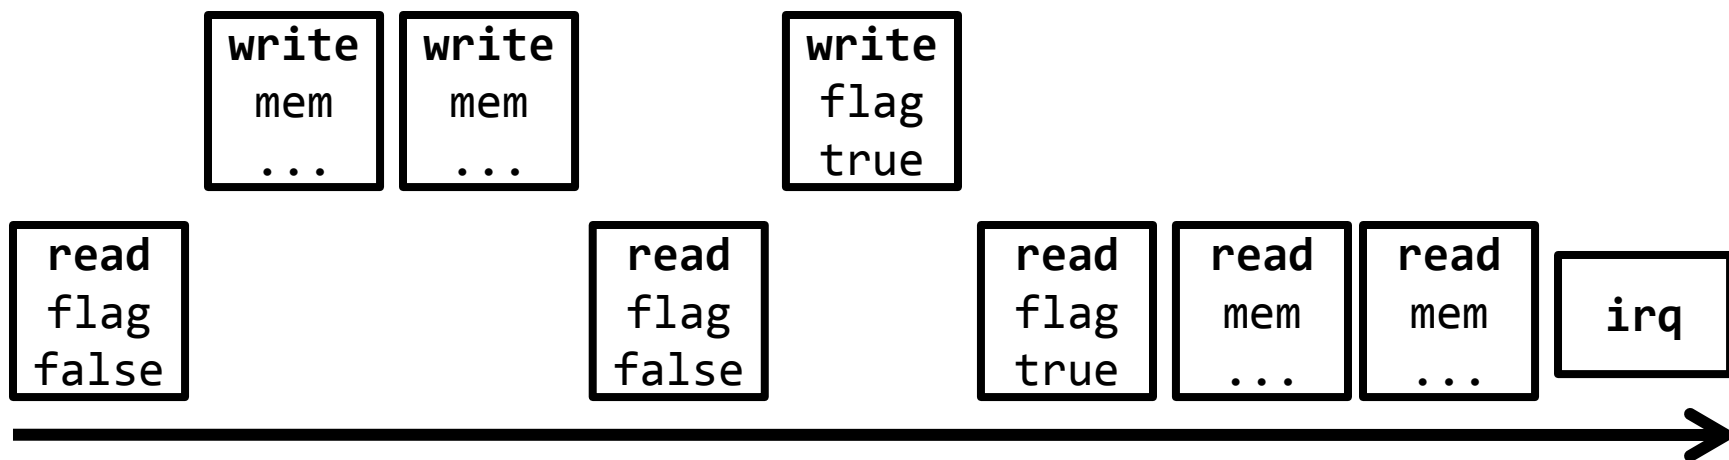 write
mem
...
write
mem
...
write
flag
true
read
flag
false
read
flag
false
read
flag
true
read
mem
...
read
mem
...
irq